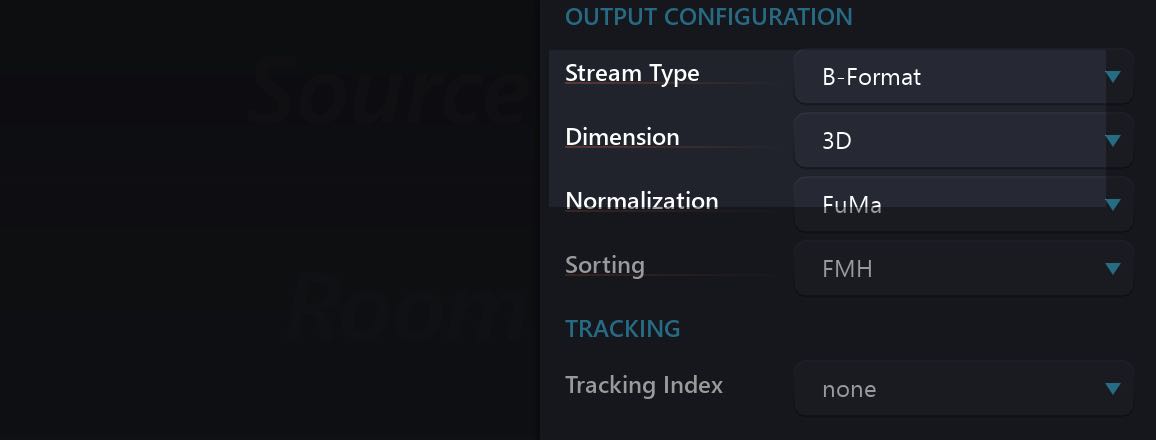 OUTPUT CONFIGURATION
Stream Type B-Format
Dimension 3D
Normalization FuMa
Sorting FMH
TRACKING
Tracking Index none
Source
Room